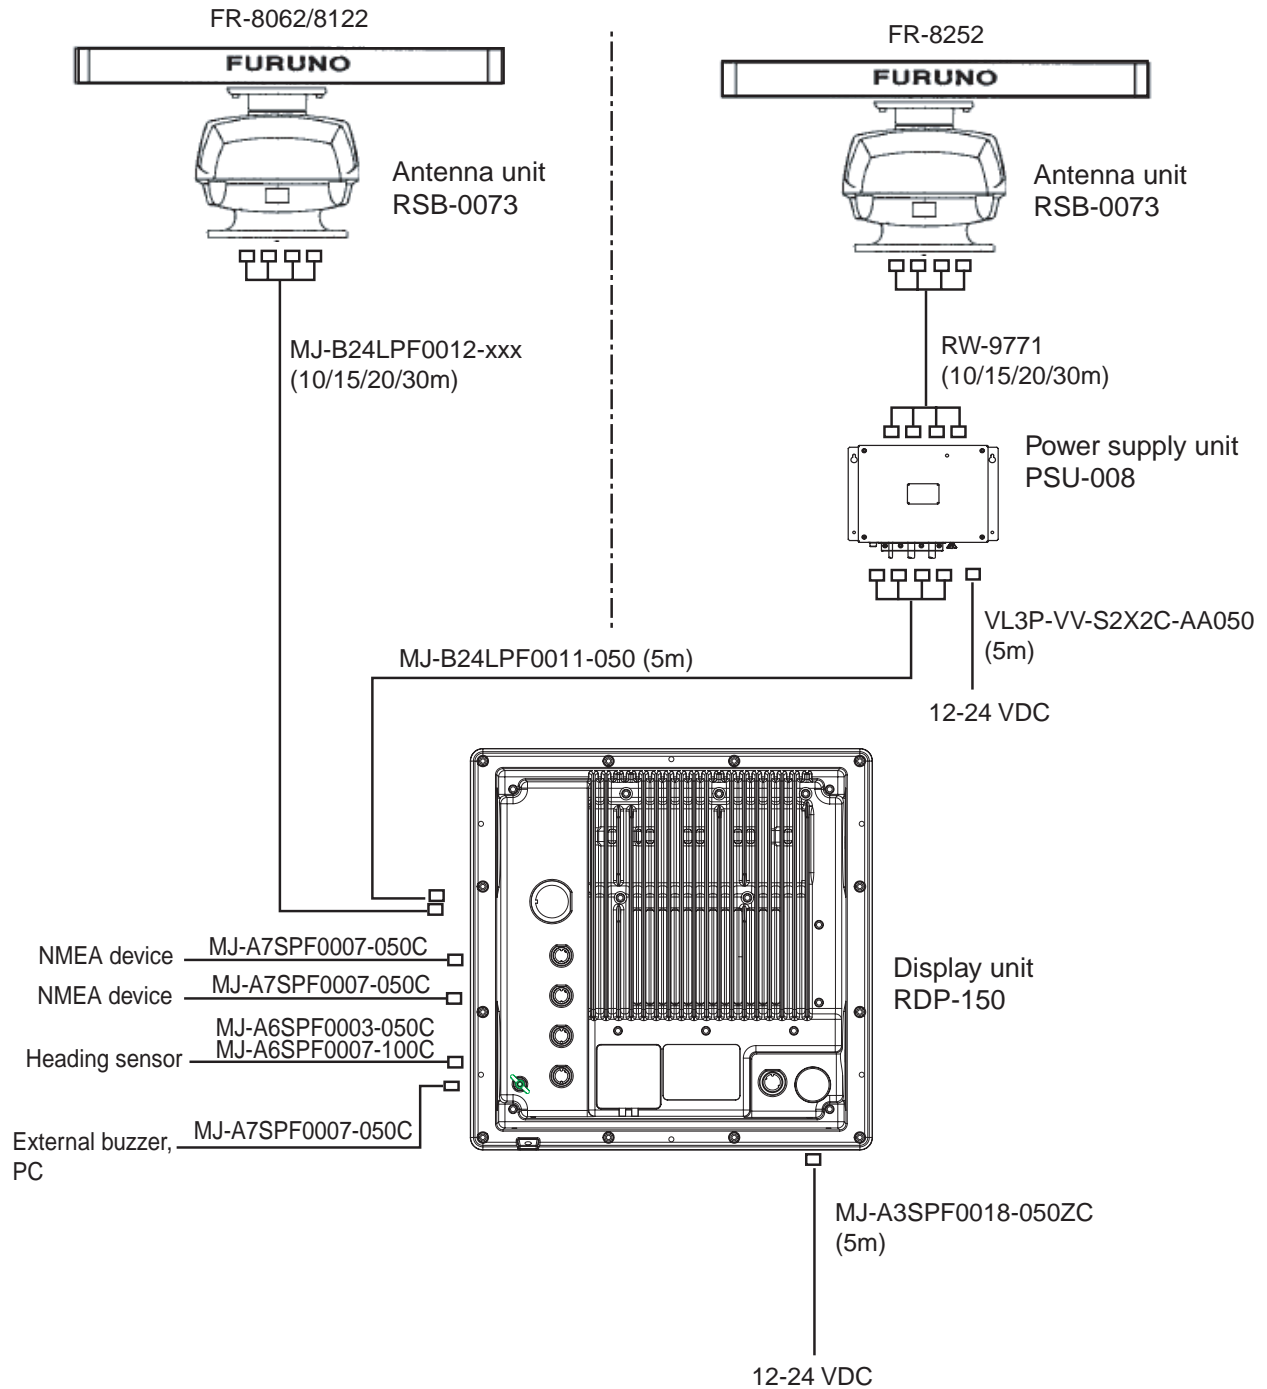 FR-8062/8122
FURUNO
Antenna unit
RSB-0073
MJ-B24LPF0012-xxx
(10/15/20/30m)
FR-8252
FURUNO
Antenna unit
RSB-0073
RW-9771
(10/15/20/30m)
Power supply unit
PSU-008
VL3P-VV-S2X2C-AA050
(5m)
12-24 VDC
MJ-B24LPF0011-050 (5m)
NMEA device
MJ-A7SPF0007-050C
NMEA device
MJ-A7SPF0007-050C
MJ-A6SPF0003-050C
MJ-A6SPF0007-100C
Heading sensor
External buzzer,
PC
MJ-A7SPF0007-050C
Display unit
RDP-150
MJ-A3SPF0018-050ZC
(5m)
12-24 VDC